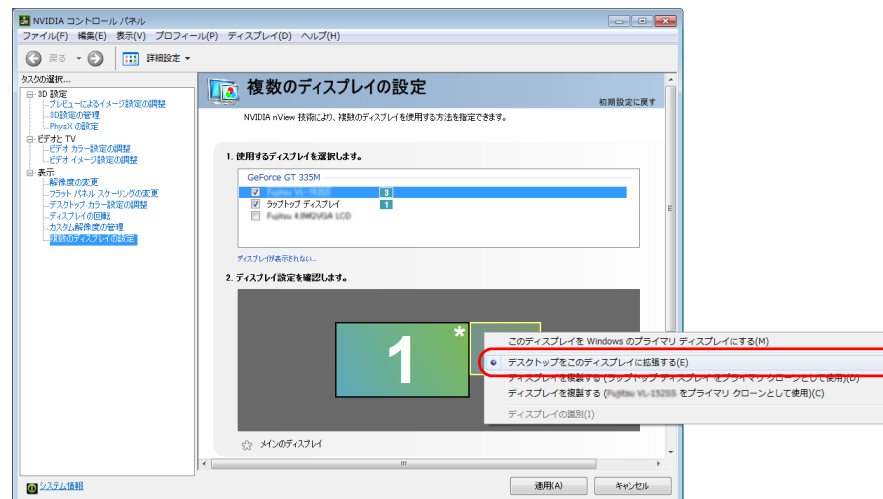 NVIDIA コントロール パネル
ファイル(F) 編集(E) 表示(V) プロファイル(P) ディスプレイ(D) ヘルプ(H)
戻る 詳細設定
タスクの選択...
3D 設定
プレビューによるイメージ設定の調整
3D設定の管理
PhysX の設定
ビデオと TV
ビデオ カラー設定の調整
ビデオ イメージ設定の調整
表示
解像度の変更
フラット パネル スケーリングの変更
デスクトップ カラー設定の調整
ディスプレイの回転
カスタム解像度の管理
複数のディスプレイの設定
複数のディスプレイの設定
初期設定に戻す
NVIDIA nView 技術により、複数のディスプレイを使用する方法を指定できます。
1. 使用するディスプレイを選択します。
GeForce GT 335M
3
ラップトップ ディスプレイ 1
ディスプレイが表示されない...
2. ディスプレイ設定を確認します。
1 *
このディスプレイを Windows のプライマリ ディスプレイにする(M)
デスクトップをこのディスプレイに拡張する(E)
ディスプレイを複製する (ラップトップ ディスプレイ をプライマリ クローンとして使用)(D)
ディスプレイを複製する ( をプライマリ クローンとして使用)(C)
ディスプレイの識別(I)
メインのディスプレイ
システム情報
適用(A) キャンセル